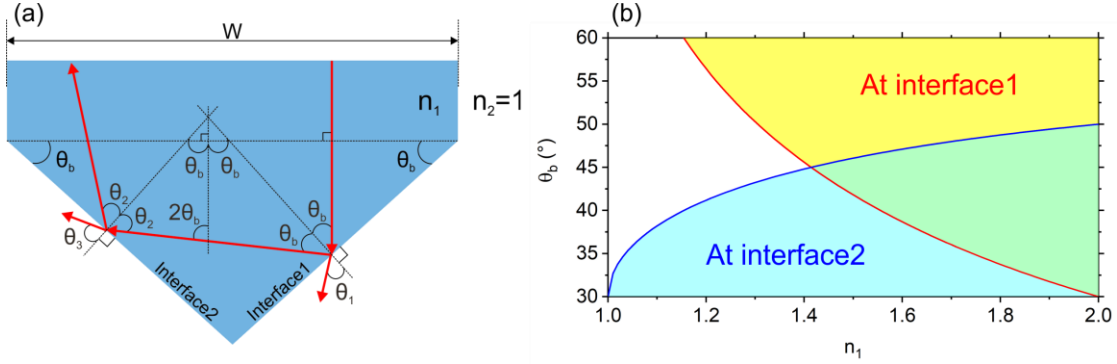 (a)
W
n₁
n₂=1
θb
θb
θb
θb
θ2
θ2
2θb
θb
θb
θ3
θ1
Interface2
Interface1
(b)
60
55
50
45
40
35
30
θb (°)
At interface1
At interface2
1.0
1.2
1.4
1.6
1.8
2.0
n₁